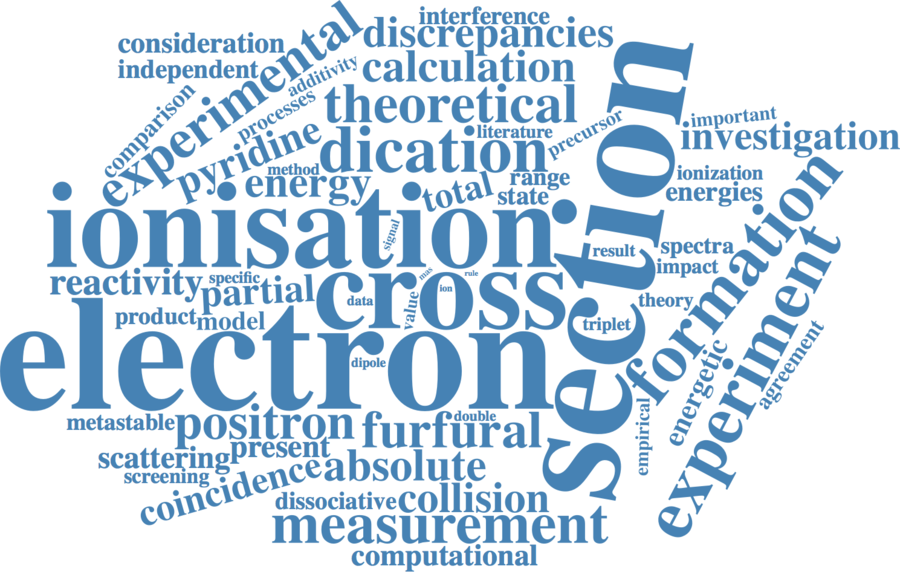 interference
consideration
discrepancies
independent
experimental
additivity
calculation
comparison
processes
theoretical
section
precursor
important
investigation
pyridine
literature
dication
method
energy
total
range
state
ionization
energies
ionisation
signal
result
spectra
impact
formation
reactivity
specific
partial
cross
mas
rule
ion
data
value
theory
product
model
triplet
experiment
electron
dipole
agreement
energetic
empirical
metastable
positron
double
furfural
present
scattering
screening
coincidence
absolute
dissociative
collision
measurement
computational